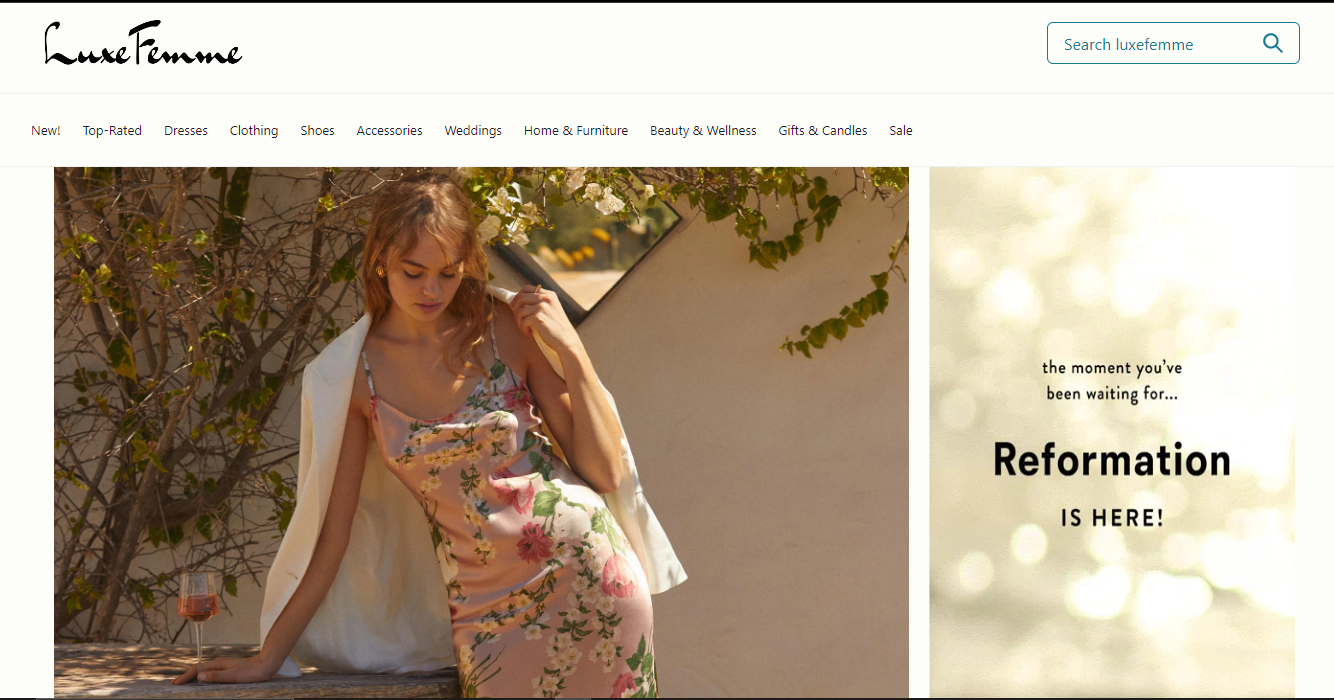 LuxeFemme
Search luxefemme
New! Top-Rated Dresses Clothing Shoes Accessories Weddings Home & Furniture Beauty & Wellness Gifts & Candles Sale
the moment you've
been waiting for...
Reformation
IS HERE!